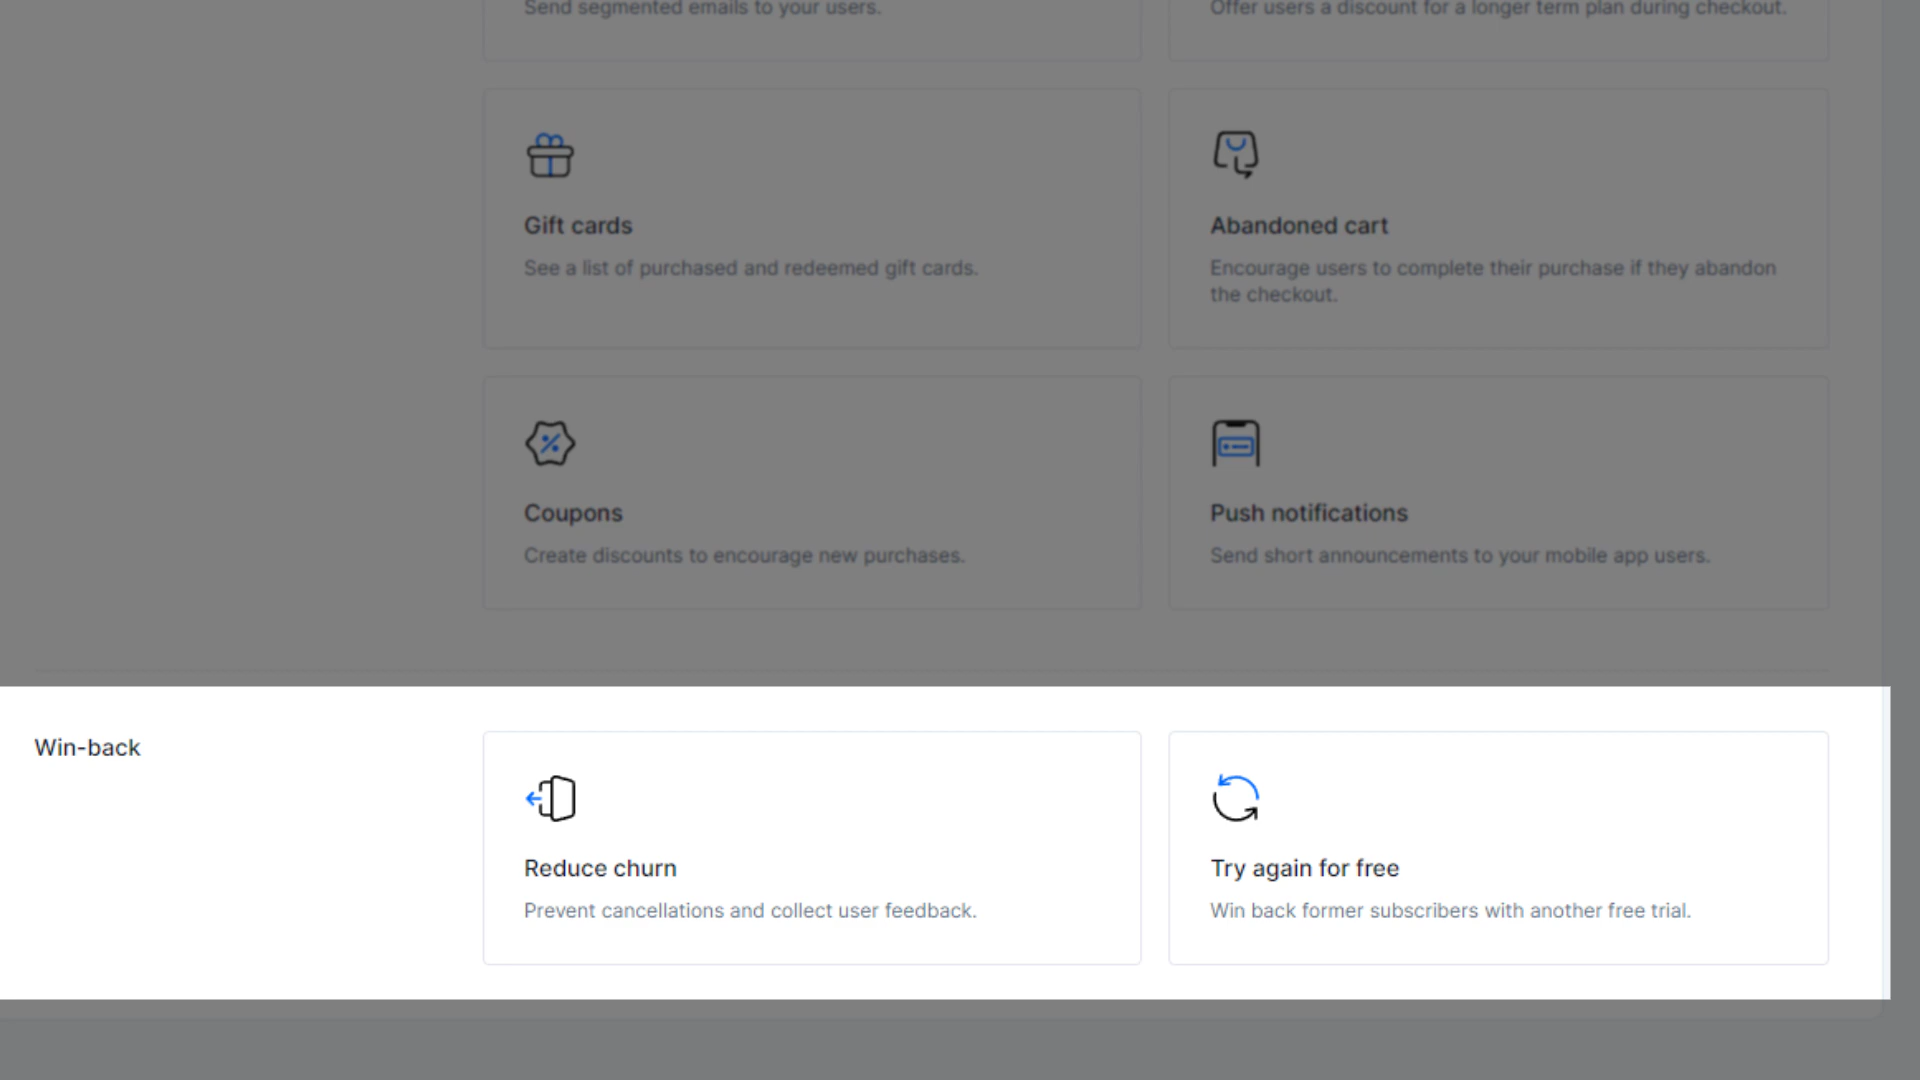 Send segmented emails to your users.
Offer users a discount for a longer term plan during checkout.
Gift cards
See a list of purchased and redeemed gift cards.
Abandoned cart
Encourage users to complete their purchase if they abandon
the checkout.
Coupons
Create discounts to encourage new purchases.
Push notifications
Send short announcements to your mobile app users.
Win-back
Reduce churn
Prevent cancellations and collect user feedback.
Try again for free
Win back former subscribers with another free trial.